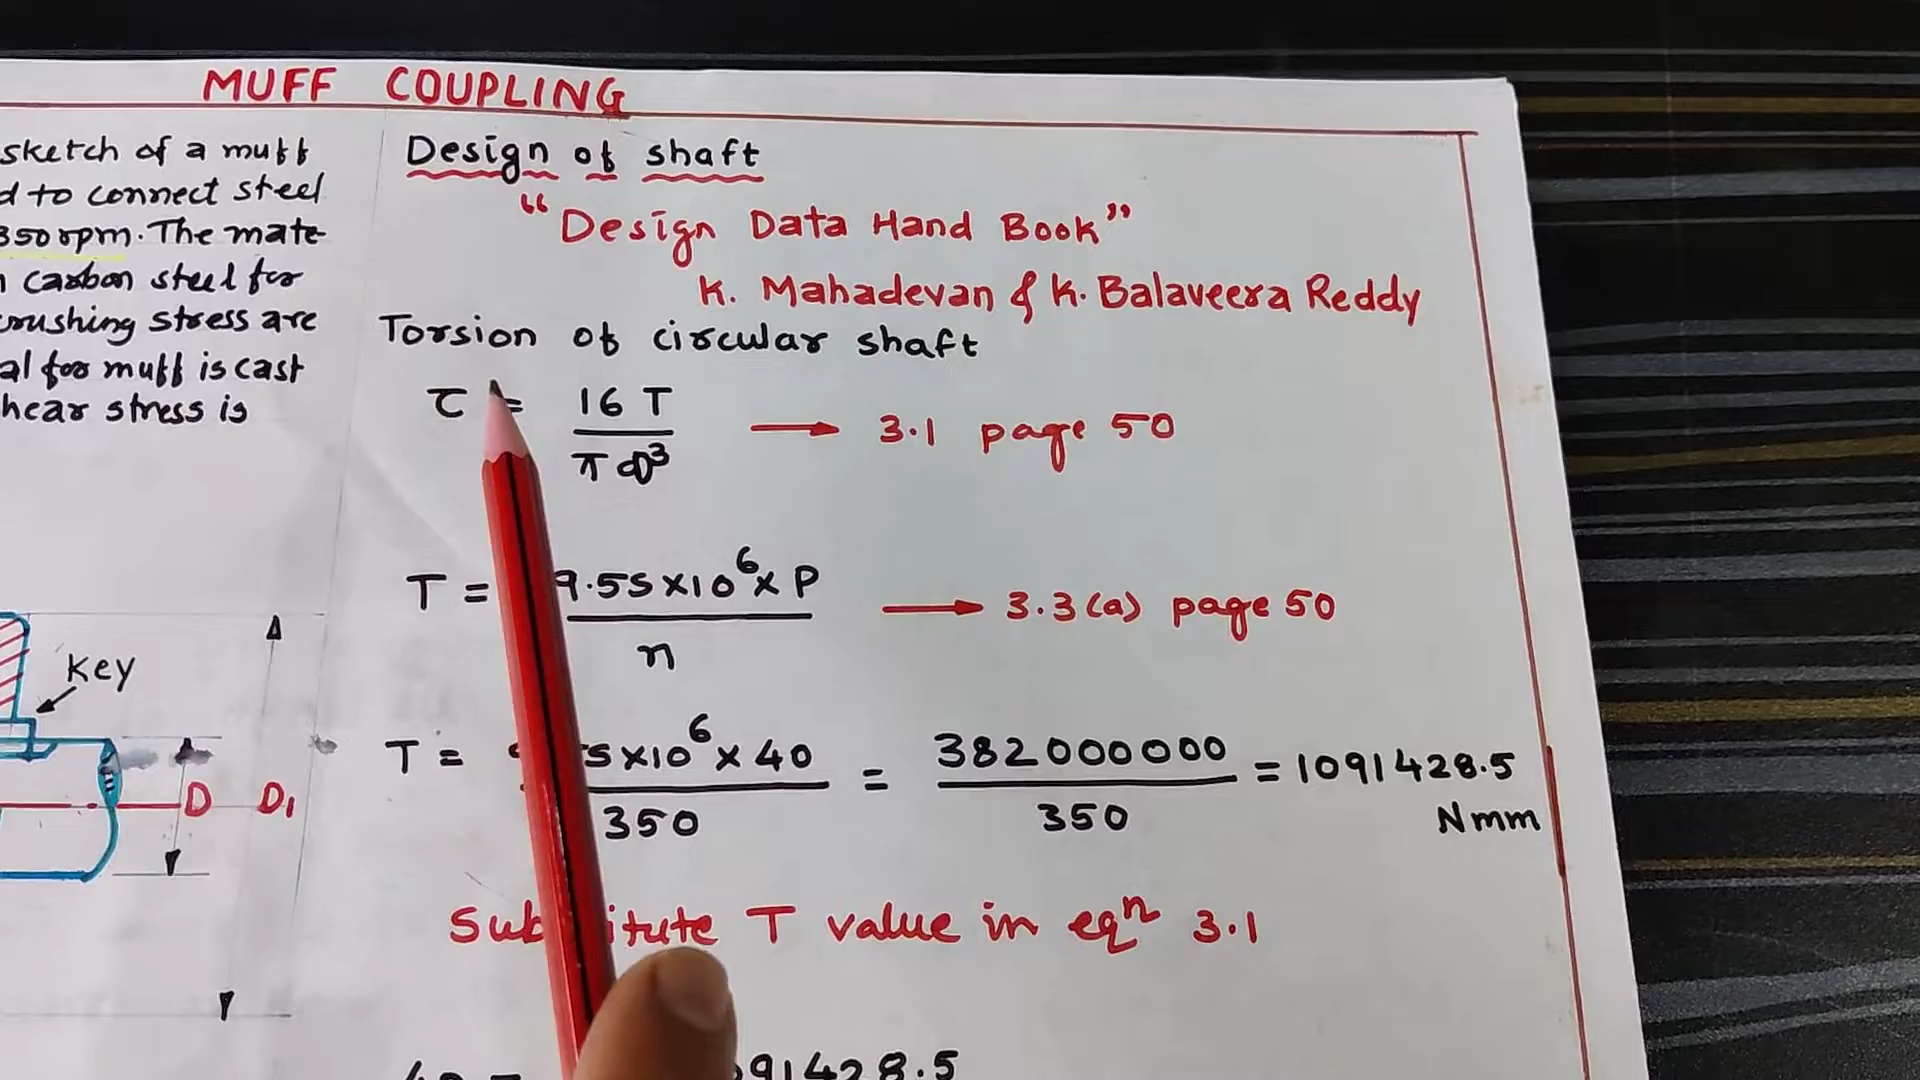 MUFF COUPLING
sketch of a muff
d to connect steel
350 rpm. The mate
carbon steel for
crushing stress are
al for muff is cast
hear stress is
Key
D
D₁
Design of shaft
"Design Data Hand Book"
K. Mahadevan & K. Balaveera Reddy
Torsion of circular shaft
τ = 16 T / π D³ → 3.1 page 50
T = 9.55 × 10⁶ × P / n → 3.3 (a) page 50
T = 5 × 10⁶ × 40 / 350 = 382000000 / 350 = 1091428.5
N mm
Sub itute T value in eqⁿ 3.1
091428.5